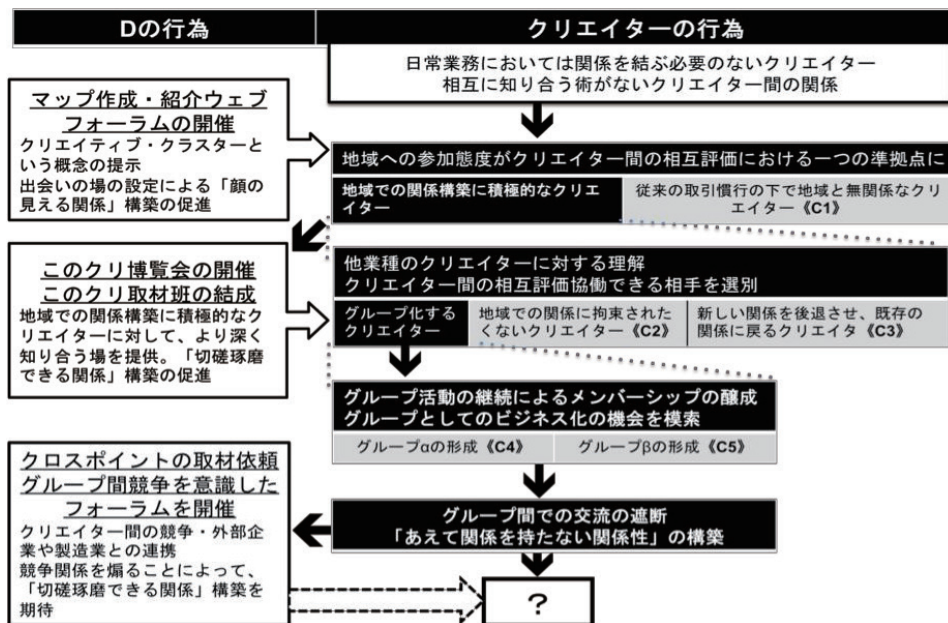 Dの行為
クリエイターの行為
日常業務においては関係を結ぶ必要のないクリエイター
相互に知り合う術がないクリエイター間の関係
マップ作成・紹介ウェブ
フォーラムの開催
クリエイティブ・クラスターと
いう概念の提示
出会いの場の設定による「顔の
見える関係」構築の促進
地域への参加態度がクリエイター間の相互評価における一つの準拠点に
地域での関係構築に積極的なクリエ
イター
従来の取引慣行の下で地域と無関係なクリ
エイター《C1》
このクリ博覧会の開催
このクリ取材班の結成
地域での関係構築に積極的なク
リエイターに対して、より深く
知り合う場を提供。「切磋琢磨
できる関係」構築の促進
他業種のクリエイターに対する理解
クリエイター間の相互評価協働できる相手を選別
グループ化する
クリエイター
地域での関係に拘束された
くないクリエイター《C2》
新しい関係を後退させ、既存の
関係に戻るクリエイタ《C3》
グループ活動の継続によるメンバーシップの醸成
グループとしてのビジネス化の機会を模索
グループαの形成《C4》
グループβの形成《C5》
クロスポイントの取材依頼
グループ間競争を意識した
フォーラムを開催
クリエイター間の競争・外部企
業や製造業との連携
競争関係を煽ることによって、
「切磋琢磨できる関係」構築を
期待
グループ間での交流の遮断
「あえて関係を持たない関係性」の構築
？